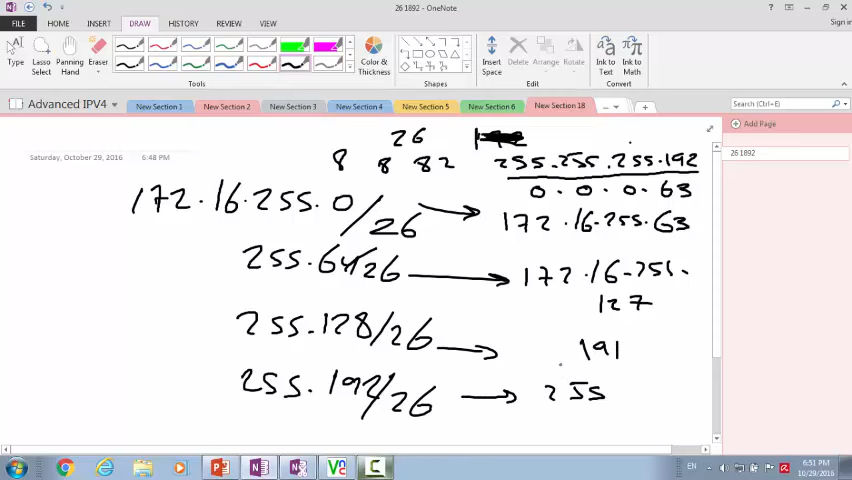 26 1892 - OneNote
FILE HOME INSERT DRAW HISTORY REVIEW VIEW
Sign in
Type Lasso Select Panning Hand Eraser Color & Thickness Insert Space Delete Arrange Rotate Ink to Text Ink to Math
Tools Shapes Edit Convert
Advanced IPV4 New Section 1 New Section 2 New Section 3 New Section 4 New Section 5 New Section 6 New Section 18 Search (Ctrl+E)
Add Page
26 1892
Saturday, October 29, 2016 6:48 PM
26
8 8 82 255.255.255.192
0.0.0.63
172.16.255.0/26 → 172.16.255.63
255.64/26 → 172.16.255.
127
255.128/26 → 191
255.192/26 → 255
EN 6:51 PM
10/29/2016